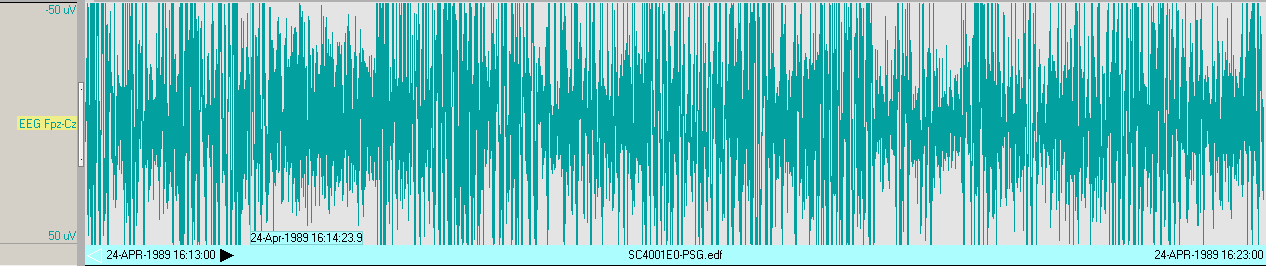 -50 uV
EEG Fpz-Cz
50 uV
24-Apr-1989 16:14:23.9
24-APR-1989 16:13:00 SC4001E0-PSG.edf 24-APR-1989 16:23:00